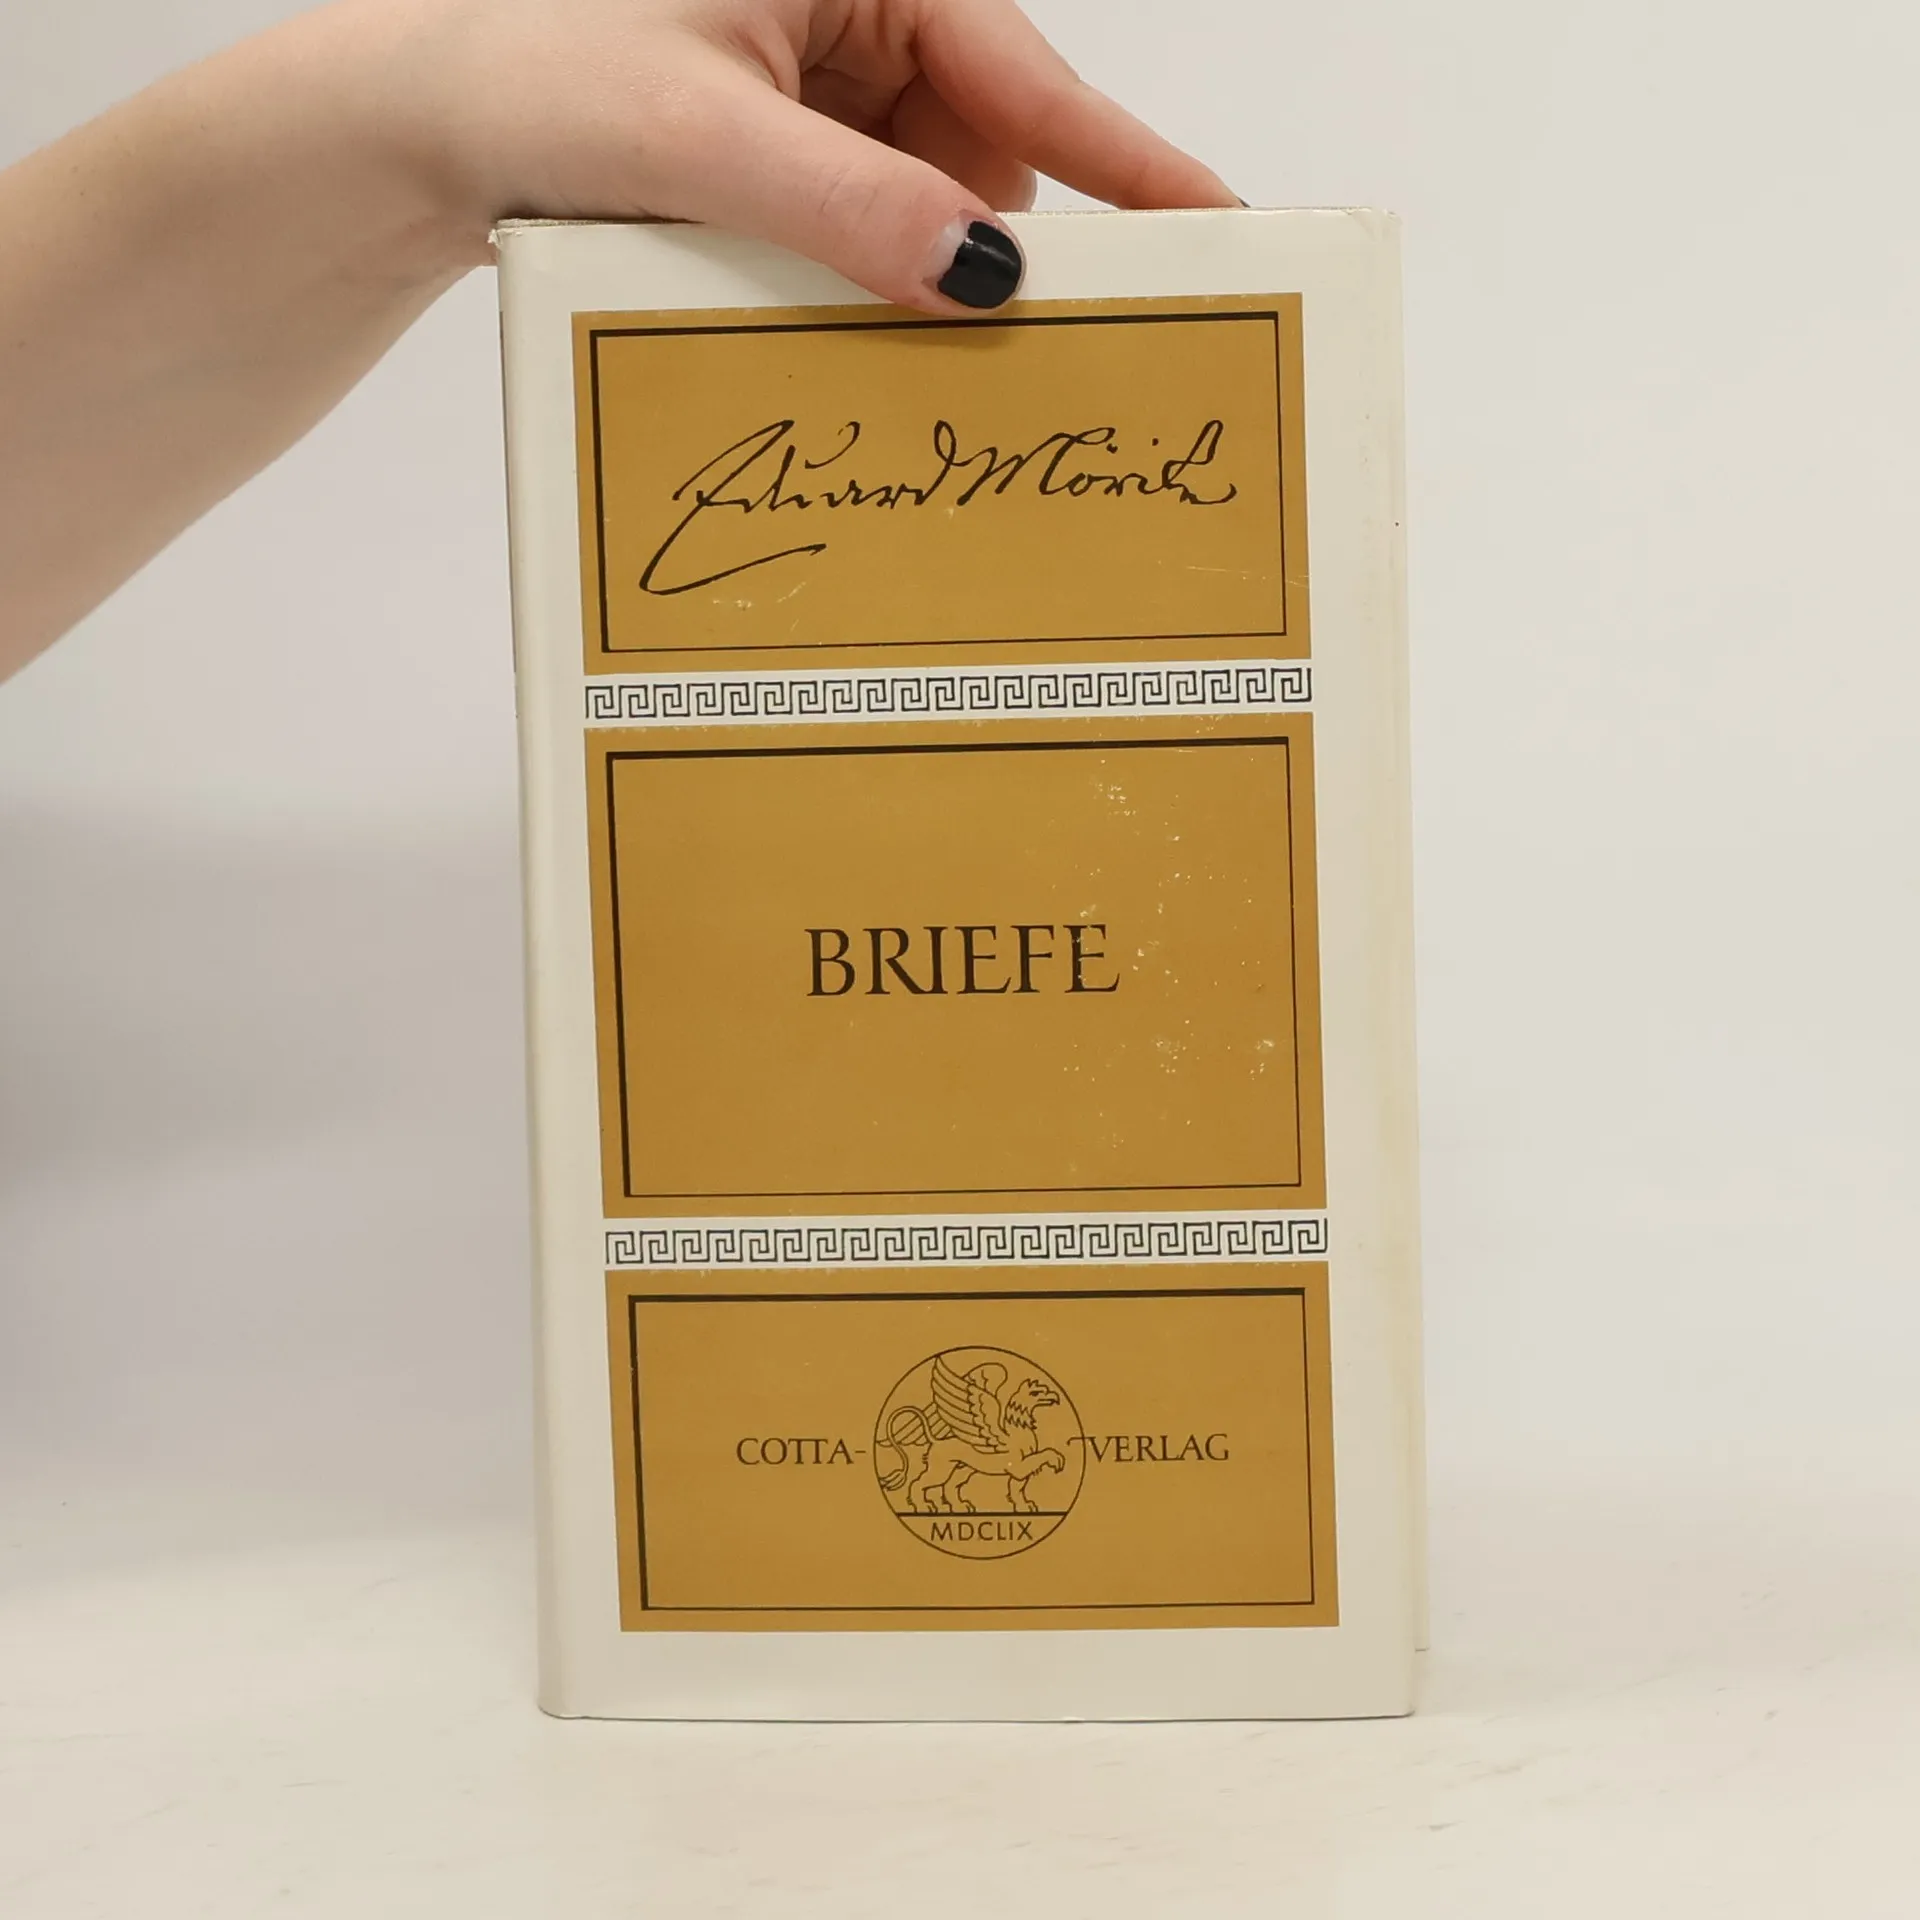 Eduard Mörike
BRIEFE
COTTA-VERLAG
MDCLIX